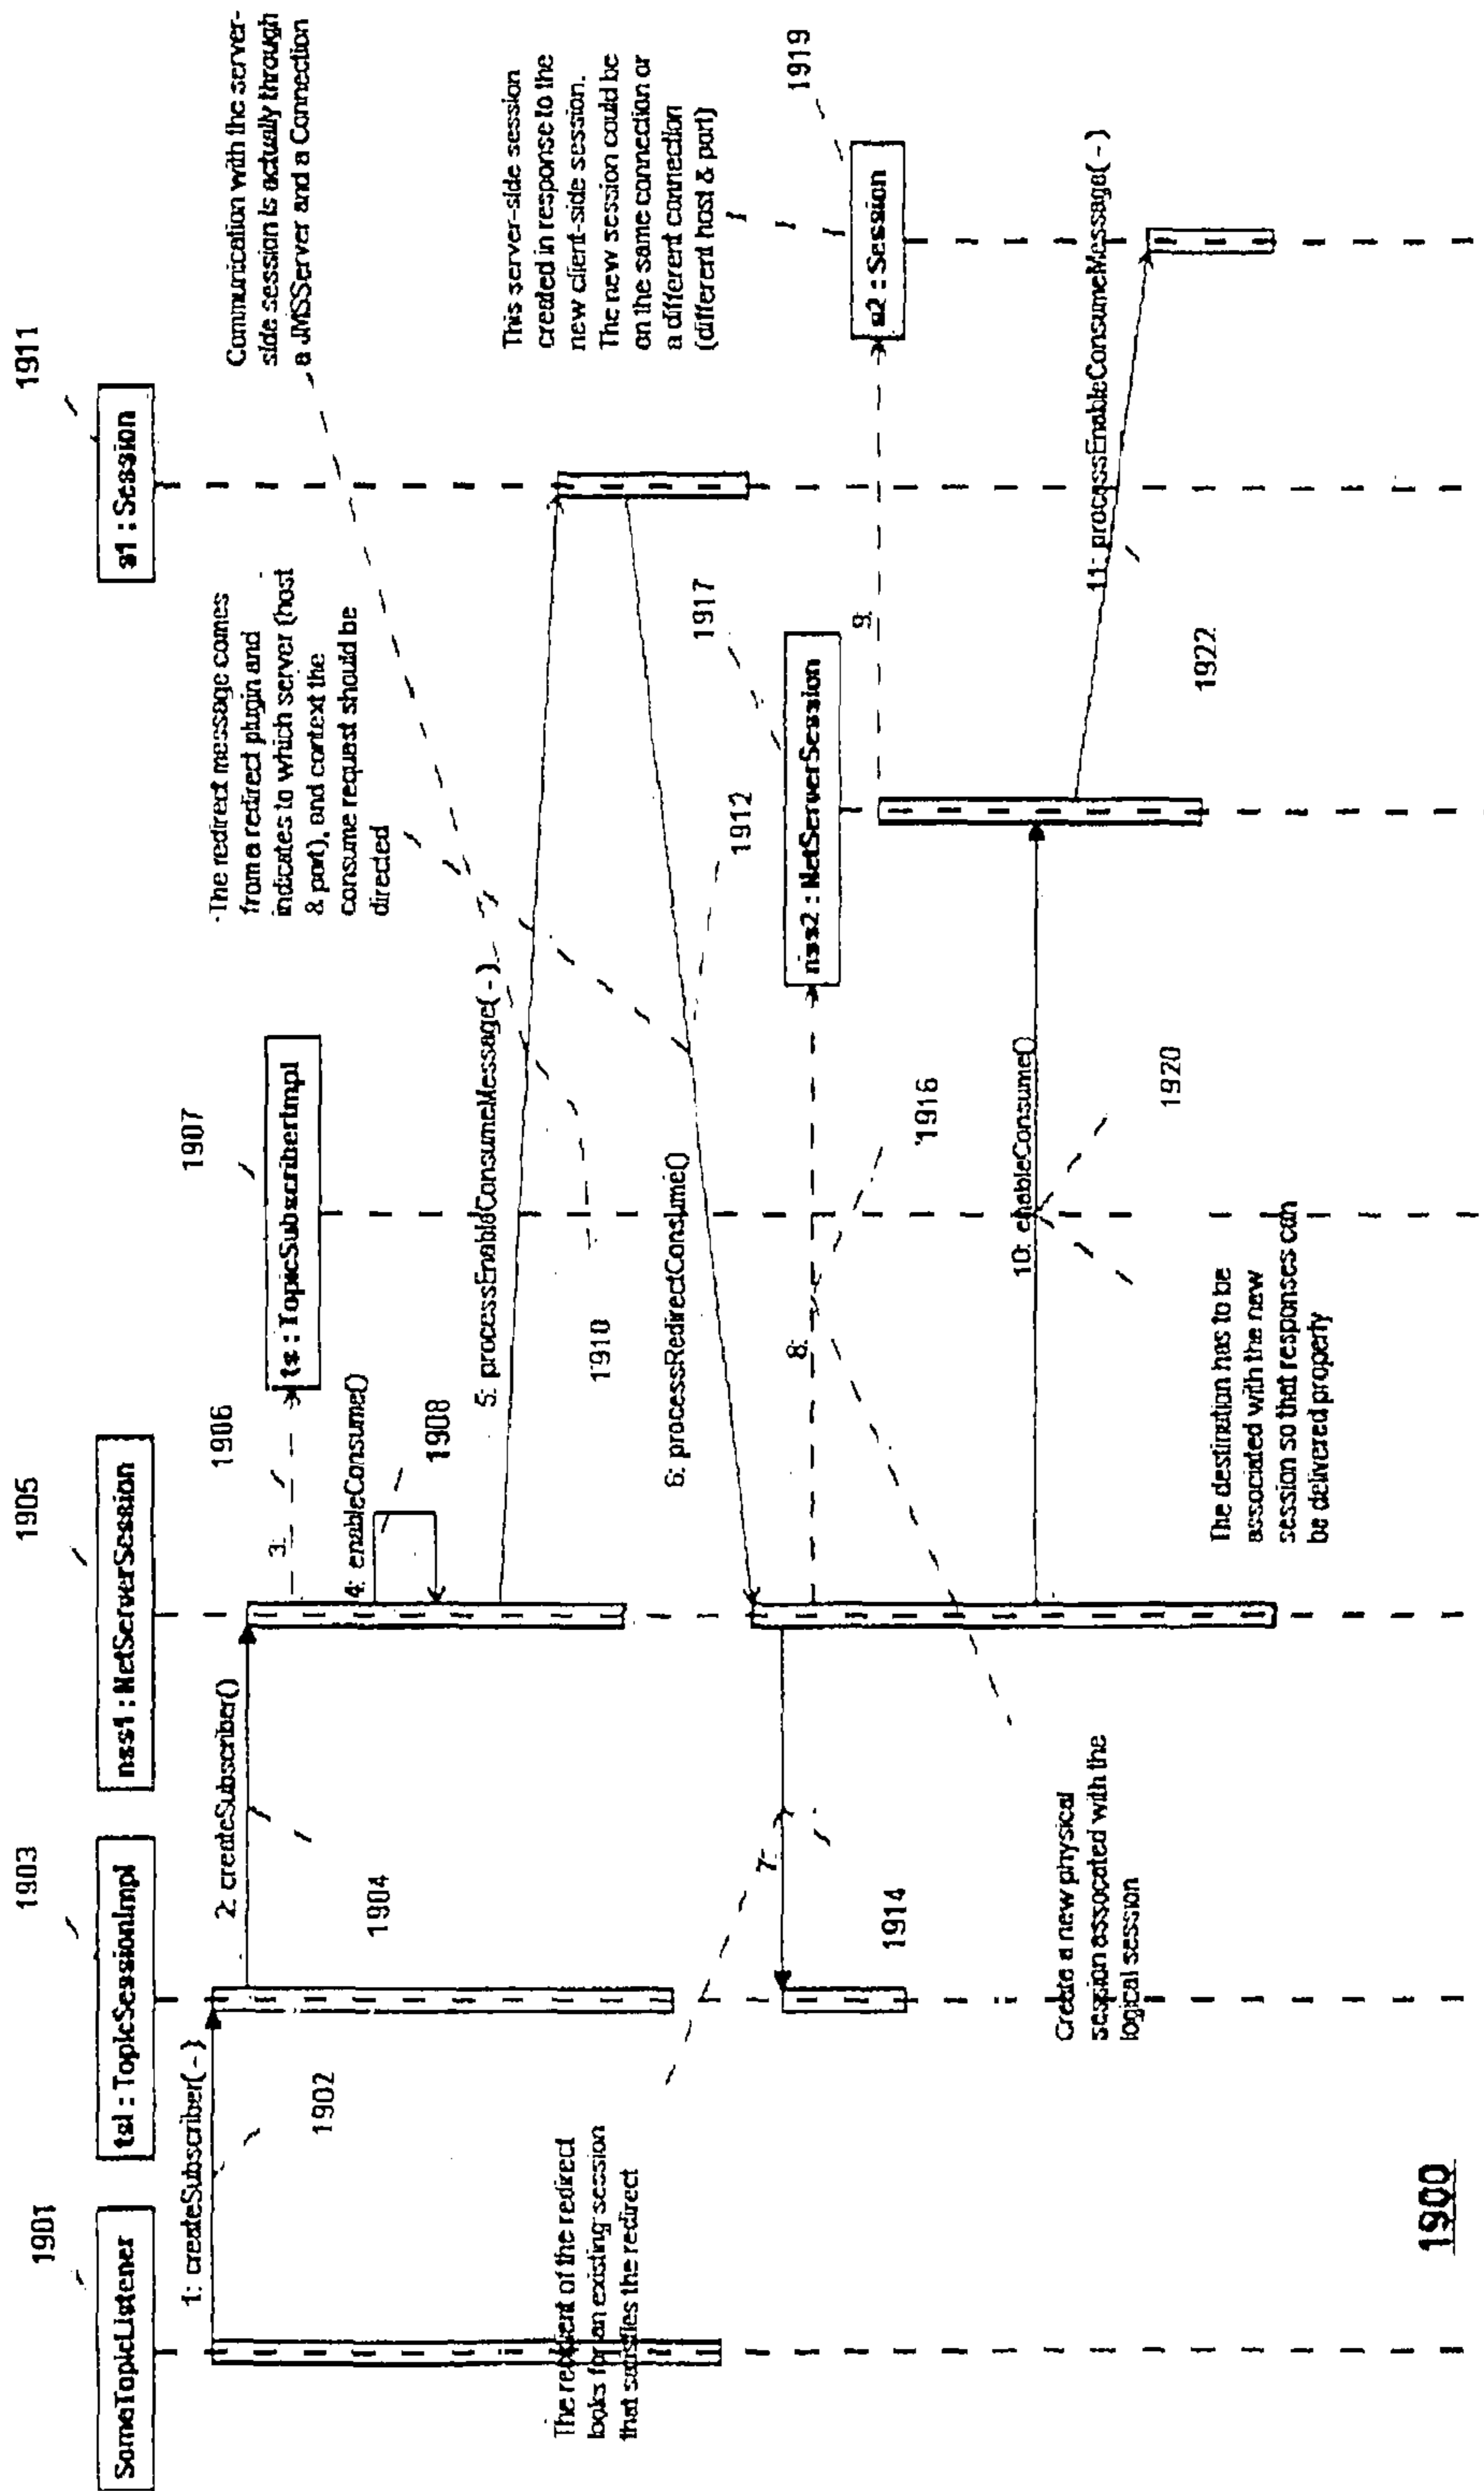 1901
SomeTopicListener
1903
tsl : TopicSessionImpl
1905
nss1 : NetServerSession
1911
s1 : Session
1: createSubscriber(-)
1902
2: createSubscriber()
1904
1906
3:
1907
ts : TopicSubscriberImpl
4: enableConsume()
1908
·The redirect message comes
from a redirect plugin and
indicates to which server (host
& port), and context the
consume request should be
directed
Communication with the server-
side session is actually through
a JMSServer and a Connection
5: processEnableConsumeMessage(-)
1910
This server-side session
created in response to the
new client-side session.
The new session could be
on the same connection or
a different connection
(different host & port)
The recipient of the redirect
looks for an existing session
that satisfies the redirect
6: processRedirectConsume()
1912
1917
7:
1914
8:
1916
nss2 : NetServerSession
9:
1919
s2 : Session
Create a new physical
session assocated with the
logical session
10: enableConsume()
1920
11: processEnableConsumeMessage(-)
1922
The destination has to be
associated with the new
session so that responses can
be delivered property
1900